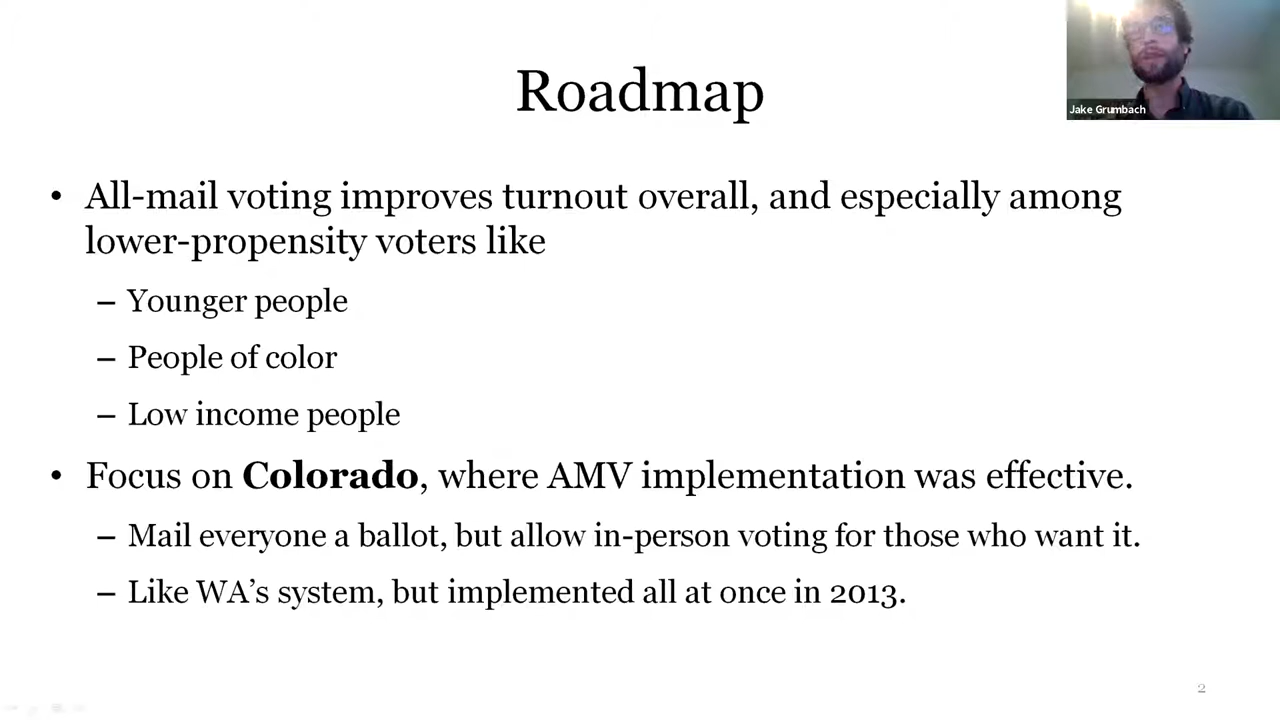 Roadmap
Jake Grumbach
• All-mail voting improves turnout overall, and especially among
lower-propensity voters like
– Younger people
– People of color
– Low income people
• Focus on Colorado, where AMV implementation was effective.
– Mail everyone a ballot, but allow in-person voting for those who want it.
– Like WA’s system, but implemented all at once in 2013.
2